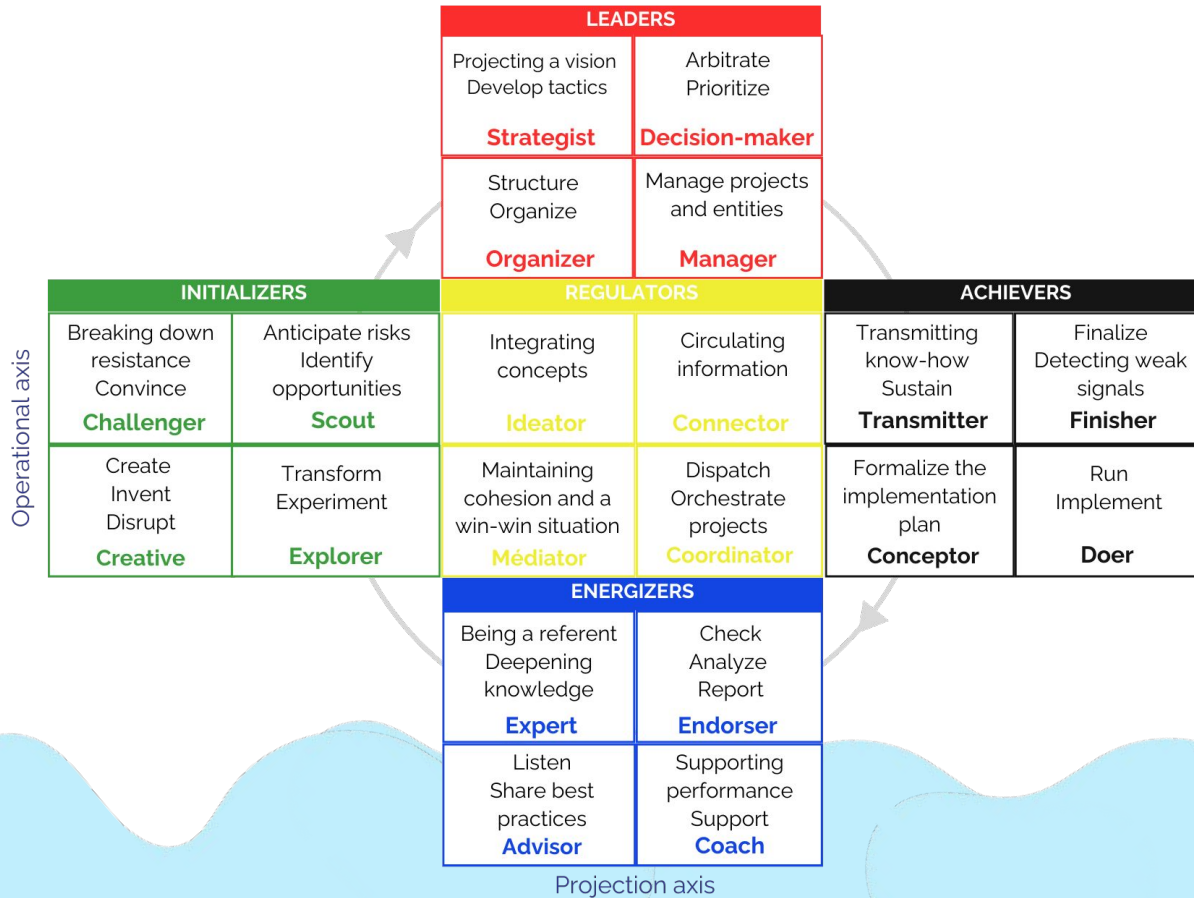 LEADERS
Projecting a vision
Develop tactics
Strategist
Arbitrate
Prioritize
Decision-maker
Structure
Organize
Organizer
Manage projects
and entities
Manager
Operational axis
INITIALIZERS
Breaking down
resistance
Convince
Challenger
Anticipate risks
Identify
opportunities
Scout
Create
Invent
Disrupt
Creative
Transform
Experiment
Explorer
REGULATORS
Integrating
concepts
Ideator
Circulating
information
Connector
Maintaining
cohesion and a
win-win situation
Médiator
Dispatch
Orchestrate
projects
Coordinator
ACHIEVERS
Transmitting
know-how
Sustain
Transmitter
Finalize
Detecting weak
signals
Finisher
Formalize the
implementation
plan
Conceptor
Run
Implement
Doer
ENERGIZERS
Being a referent
Deepening
knowledge
Expert
Check
Analyze
Report
Endorser
Listen
Share best
practices
Advisor
Supporting
performance
Support
Coach
Projection axis